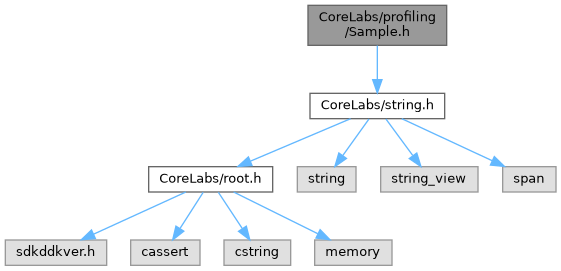 CoreLabs/profiling
/Sample.h
CoreLabs/string.h
CoreLabs/root.h
string
string_view
span
sdkddkver.h
cassert
cstring
memory